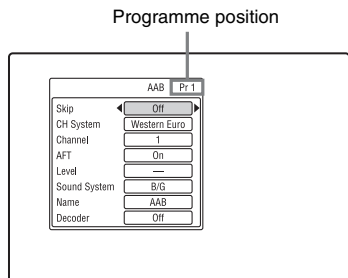 Programme position
AAB Pr 1
Skip Off
CH System Western Euro
Channel 1
AFT On
Level —
Sound System B/G
Name AAB
Decoder Off